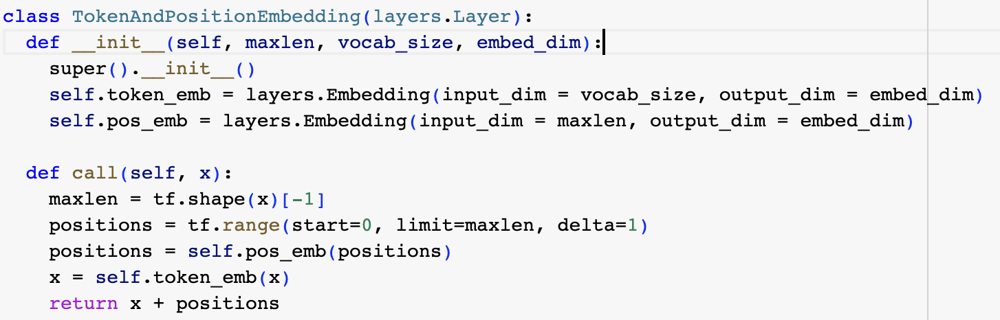 class TokenAndPositionEmbedding(layers.Layer):
  def __init__(self, maxlen, vocab_size, embed_dim):
    super().__init__()
    self.token_emb = layers.Embedding(input_dim = vocab_size, output_dim = embed_dim)
    self.pos_emb = layers.Embedding(input_dim = maxlen, output_dim = embed_dim)

  def call(self, x):
    maxlen = tf.shape(x)[-1]
    positions = tf.range(start=0, limit=maxlen, delta=1)
    positions = self.pos_emb(positions)
    x = self.token_emb(x)
    return x + positions